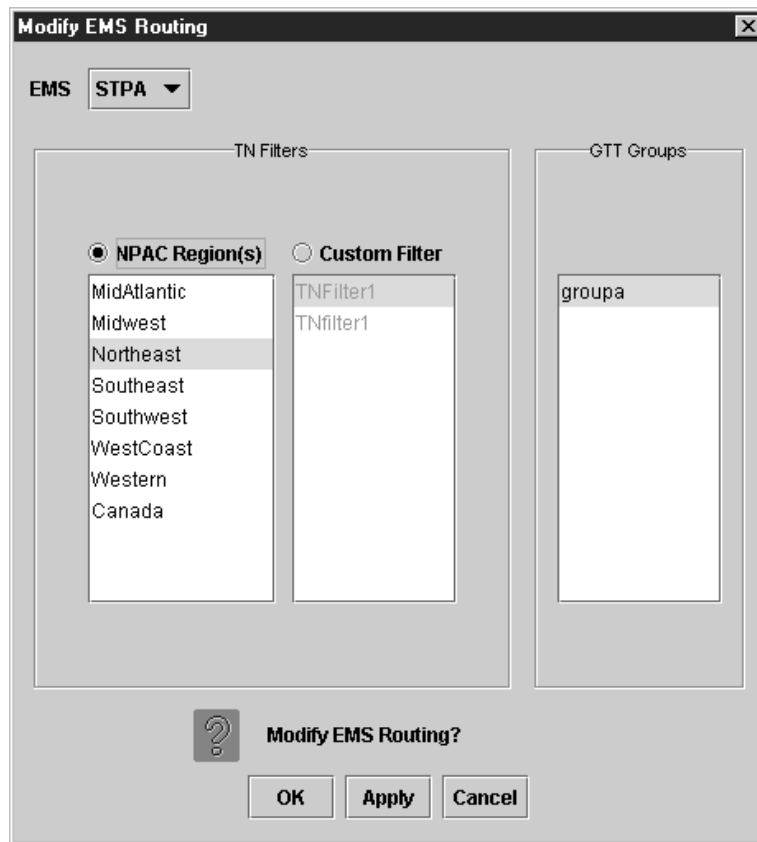 Modify EMS Routing
EMS STPA
TN Filters
NPAC Region(s)
Custom Filter
MidAtlantic
Midwest
Northeast
Southeast
Southwest
WestCoast
Western
Canada
TNFilter1
TNfilter1
GTT Groups
groupa
Modify EMS Routing?
OK Apply Cancel